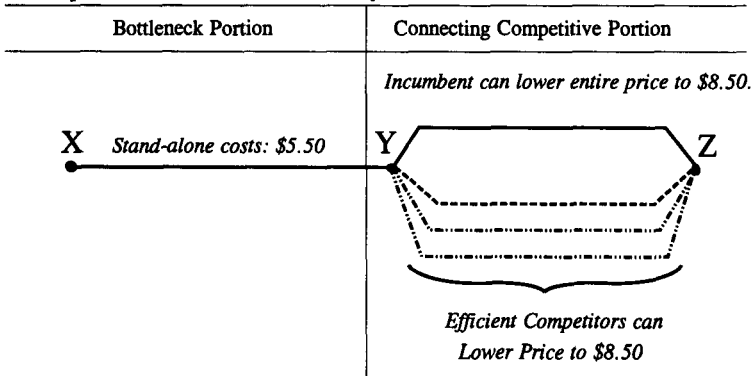 Bottleneck Portion
Connecting Competitive Portion
Incumbent can lower entire price to $8.50.
X
Stand-alone costs: $5.50
Y
Z
Efficient Competitors can
Lower Price to $8.50